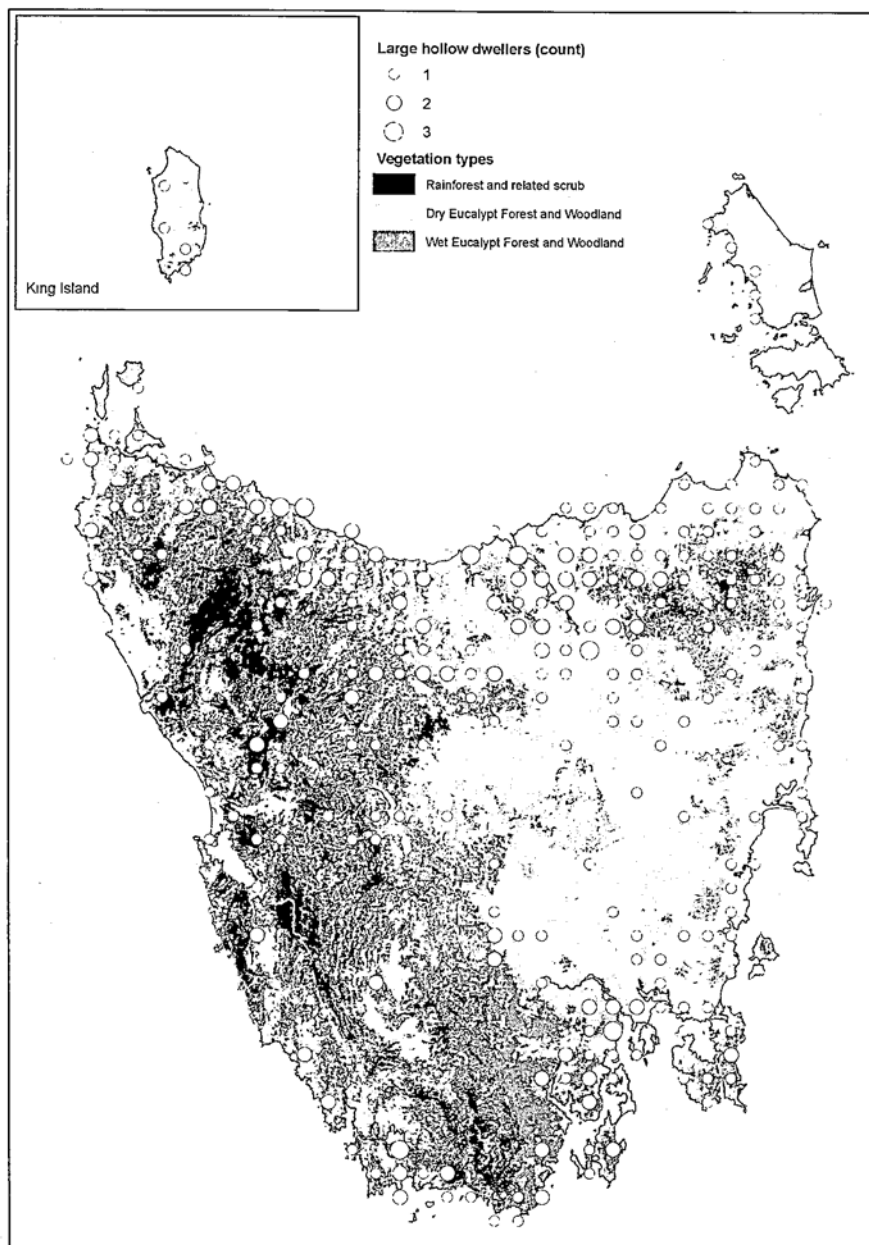 Large hollow dwellers (count)
1
2
3
Vegetation types
Rainforest and related scrub
Dry Eucalypt Forest and Woodland
Wet Eucalypt Forest and Woodland
King Island